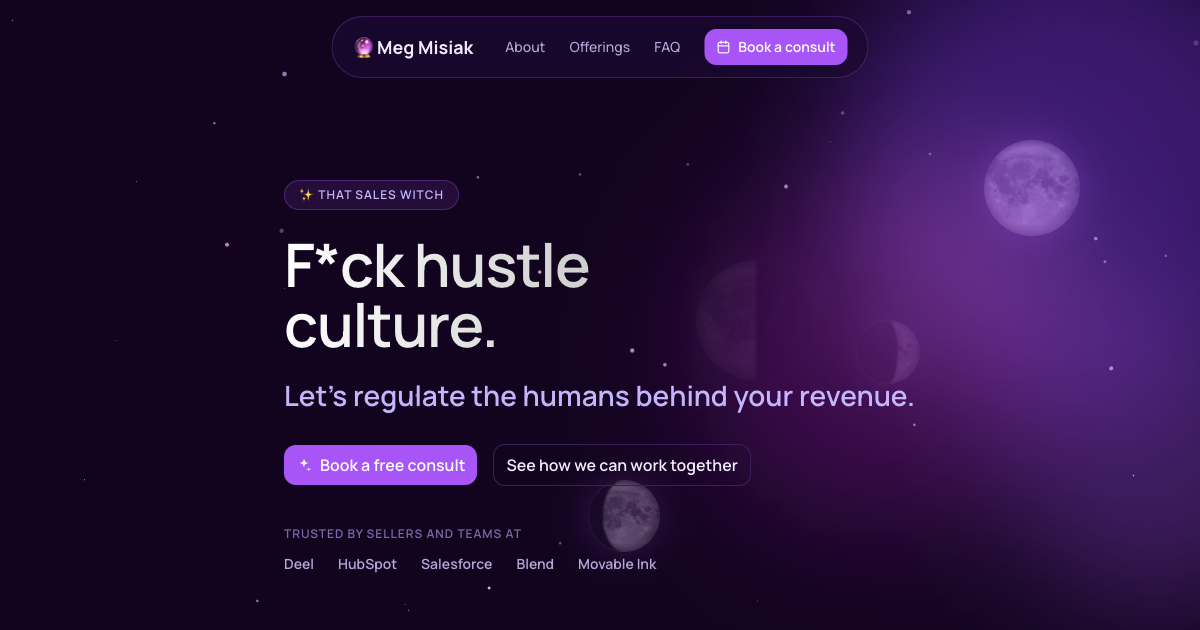 Meg Misiak
About
Offerings
FAQ
Book a consult
✨ THAT SALES WITCH
F*ck hustle
culture.
Let's regulate the humans behind your revenue.
Book a free consult
See how we can work together
TRUSTED BY SELLERS AND TEAMS AT
Deel
HubSpot
Salesforce
Blend
Movable Ink